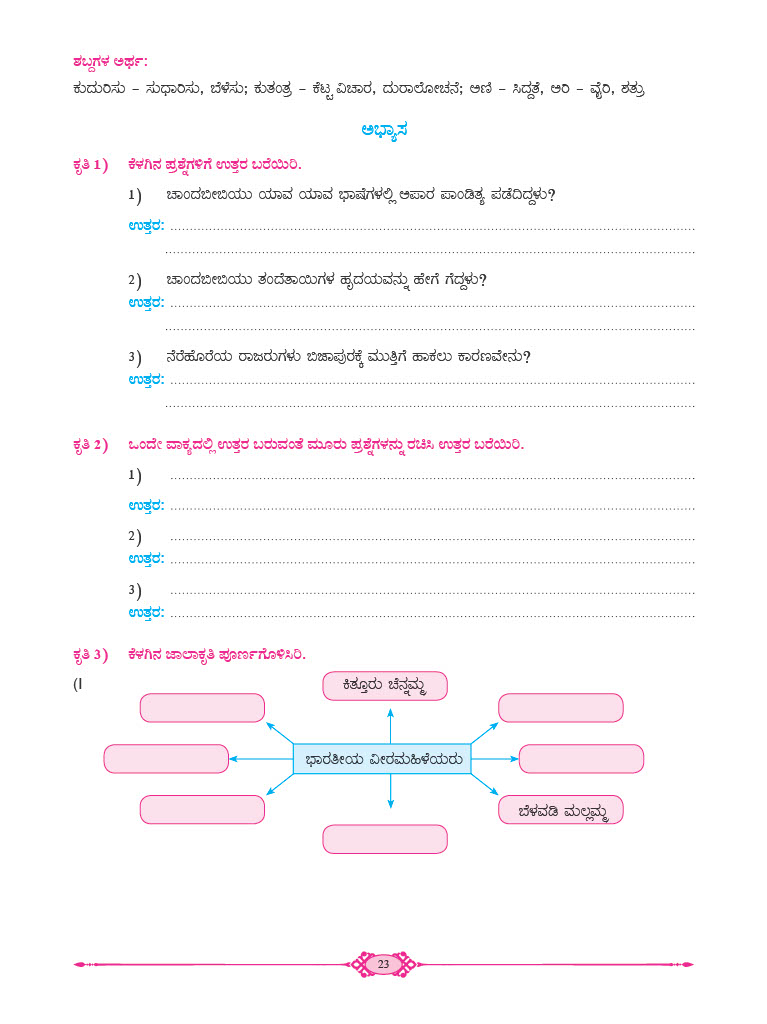 ಶಬ್ದಗಳ ಅರ್ಥ:
ಕುದುರಿಸು – ಸುಧಾರಿಸು, ಬೆಳೆಸು; ಕುತಂತ್ರ – ಕೆಟ್ಟ ವಿಚಾರ, ದುರಾಲೋಚನೆ; ಅಣಿ – ಸಿದ್ದತೆ, ಅರಿ – ವೈರಿ, ಶತ್ರು
ಅಭ್ಯಾಸ
ಕೃತಿ 1) ಕೆಳಗಿನ ಪ್ರಶ್ನೆಗಳಿಗೆ ಉತ್ತರ ಬರೆಯಿರಿ.
1) ಚಾಂದಬೀಬಿಯು ಯಾವ ಯಾವ ಭಾಷೆಗಳಲ್ಲಿ ಅಪಾರ ಪಾಂಡಿತ್ಯ ಪಡೆದಿದ್ದಳು?
ಉತ್ತರ: ....................................................................
....................................................................
2) ಚಾಂದಬೀಬಿಯು ತಂದೆತಾಯಿಗಳ ಹೃದಯವನ್ನು ಹೇಗೆ ಗೆದ್ದಳು?
ಉತ್ತರ: ....................................................................
....................................................................
3) ನೆರೆಹೊರೆಯ ರಾಜರುಗಳು ಬಿಜಾಪುರಕ್ಕೆ ಮುತ್ತಿಗೆ ಹಾಕಲು ಕಾರಣವೇನು?
ಉತ್ತರ: ....................................................................
....................................................................
ಕೃತಿ 2) ಒಂದೇ ವಾಕ್ಯದಲ್ಲಿ ಉತ್ತರ ಬರುವಂತೆ ಮೂರು ಪ್ರಶ್ನೆಗಳನ್ನು ರಚಿಸಿ ಉತ್ತರ ಬರೆಯಿರಿ.
1) ....................................................................
ಉತ್ತರ: ....................................................................
2) ....................................................................
ಉತ್ತರ: ....................................................................
3) ....................................................................
ಉತ್ತರ: ....................................................................
ಕೃತಿ 3) ಕೆಳಗಿನ ಜಾಲಾಕೃತಿ ಪೂರ್ಣಗೊಳಿಸಿರಿ.
(I
ಕಿತ್ತೂರು ಚೆನ್ನಮ್ಮ
ಭಾರತೀಯ ವೀರಮಹಿಳೆಯರು
ಬೆಳವಡಿ ಮಲ್ಲಮ್ಮ
23